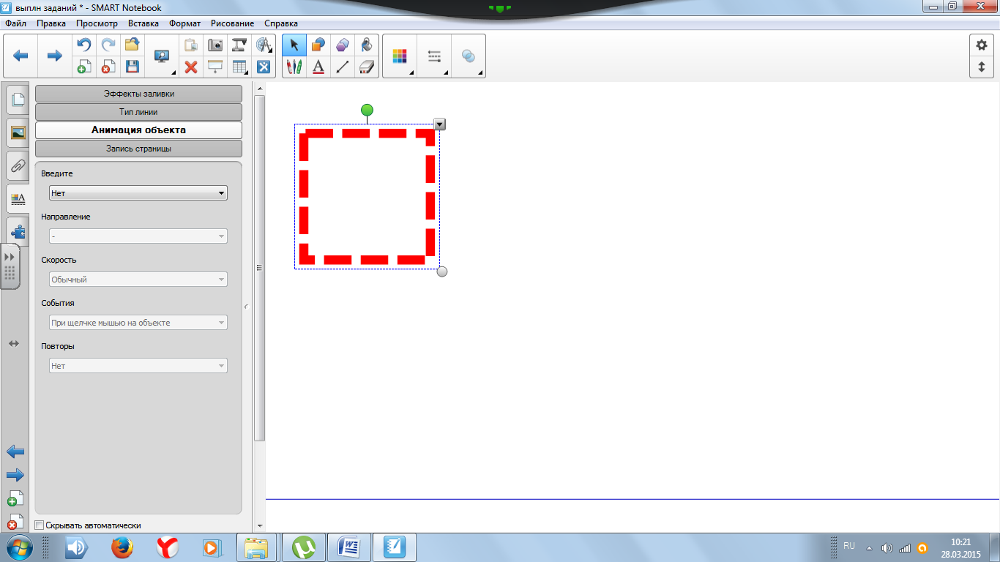 выплн заданий * - SMART Notebook
Файл Правка Просмотр Вставка Формат Рисование Справка
Эффекты заливки
Тип линии
Анимация объекта
Запись страницы
Введите
Нет
Направление
-
Скорость
Обычный
События
При щелчке мышью на объекте
Повторы
Нет
Скрывать автоматически
RU
10:21
28.03.2015